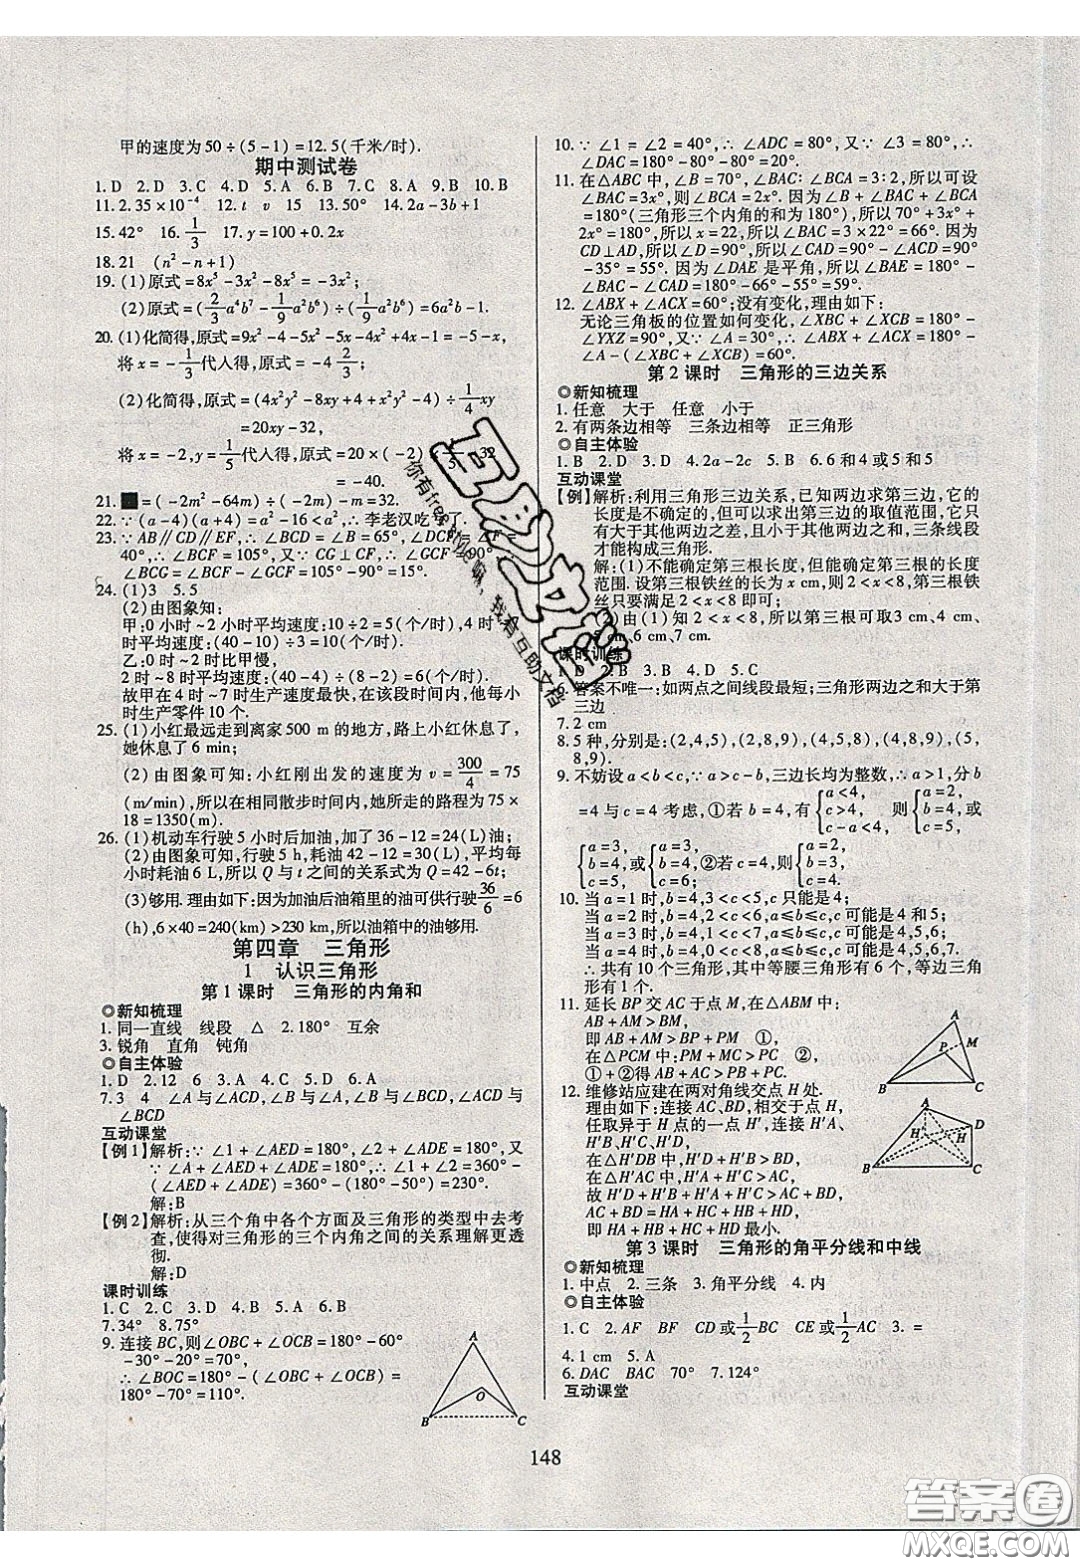 甲的速度为50÷(5-1)=12.5(千米/时).
期中测试卷
1.D 2.D 3.C 4.D 5.A 6.B 7.C 8.D 9.B 10.B
11.2.35×10⁻⁴ 12.t v 15 13.50° 14.2a-3b+1
15.42° 16.1/3 17.y=100+0.2x
18.21 (n²-n+1)
19.(1)原式=8x⁵-3x²-8x⁵=-3x²;
(2)原式=(2/3a⁴b⁷-1/9a²b⁶)÷(1/9a²b⁶)=6a²b-1.
20.(1)化简得,原式=9x²-4-5x²-5x-4x²+4x-1=-5-x,
将x=-1/3代人得,原式=-4 2/3;
(2)化简得,原式=(4x²y²-8xy+4+2x²y²-4)÷1/4xy
=20xy-32,
将x=-2,y=1/5代人得,原式=20×(-2)×1/5-32
=-40.
21.■=(-2m²-64m)÷(-2m)-m=32.
22.∵(a-4)(a+4)=a²-16<a²,∴李老汉吃亏了.
23.∵AB∥CD∥EF,∴∠BCD=∠B=65°,∠DCF=∠F=
40°,∴∠BCF=105°,又∵CG⊥CF,∴∠GCF=90°,
∠BCG=∠BCF-∠GCF=105°-90°=15°.
24.(1)3 5.5
(2)由图象知:
甲:0小时~2小时平均速度:10÷2=5(个/时),4时~7
时平均速度:(40-10)÷3=10(个/时);
乙:0时~2时比甲慢,
2时~8时平均速度:(40-4)÷(8-2)=6(个/时).
故甲在4时~7时生产速度最快,在该段时间内,他每小
时生产零件10个.
25.(1)小红最远走到离家500 m的地方,路上小红休息了,
她休息了6 min;
(2)由图象可知:小红刚出发的速度为v=300/4=75
(m/min),所以在相同散步时间内,她所走的路程为75×
18=1350(m).
26.(1)机动车行驶5小时后加油,加了36-12=24(L)油;
(2)由图象可知,行驶5 h,耗油42-12=30(L),平均每
小时耗油6 L,所以Q与t之间的关系式为Q=42-6t;
(3)够用.理由如下:因为加油后油箱里的油可供行驶36/6=6
(h),6×40=240(km)>230 km,所以油箱中的油够用.
第四章 三角形
1 认识三角形
第1课时 三角形的内角和
◎新知梳理
1.同一直线 线段 △ 2.180° 互余
3.锐角 直角 钝角
◎自主体验
1.D 2.12 6 3.A 4.A 5.C 6.B
7.3 4 ∠A与∠ACD,∠B与∠A,∠B与∠BCD,∠ACD与
∠BCD
互动课堂
【例1】解析:∵∠1+∠AED=180°,∠2+∠ADE=180°,又
∵∠A+∠AED+∠ADE=180°,∴∠1+∠2=360°-
(∠AED+∠ADE)=360°-(180°-50°)=230°.
解:B
【例2】解析:从三个角中各个方面及三角形的类型中去考
查,使得对三角形的三个内角之间的关系理解更透
彻.
解:D
课时训练
1.C 2.C 3.D 4.B 5.A 6.B
7.34° 8.75°
9.连接BC,则∠OBC+∠OCB=180°-60°
-30°-20°=70°,
∴∠BOC=180°-(∠OBC+∠OCB)=
180°-70°=110°.
A
O
B
C
10.∵∠1=∠2=40°,∴∠ADC=80°,又∵∠3=80°,∴
∠DAC=180°-80°-80°=20°.
11.在△ABC中,∠B=70°,∠BAC∶∠BCA=3∶2,所以可设
∠BAC=3x°,则∠BCA=2x°.因为∠B+∠BAC+∠BCA
=180°(三角形三个内角的和为180°),所以70°+3x°+
2x°=180°,所以x=22,所以∠BAC=3×22°=66°.因为
CD⊥AD,所以∠D=90°,所以∠CAD=90°-∠ACD=90°
-35°=55°.因为∠DAE是平角,所以∠BAE=180°-
∠BAC-∠CAD=180°-66°-55°=59°.
12.∠ABX+∠ACX=60°;没有变化,理由如下:
无论三角板的位置如何变化,∠XBC+∠XCB=180°-
∠YXZ=90°,又∵∠A=30°,∴∠ABX+∠ACX=180°-
∠A-(∠XBC+∠XCB)=60°.
第2课时 三角形的三边关系
◎新知梳理
1.任意 大于 任意 小于
2.有两条边相等 三条边相等 正三角形
◎自主体验
1.B 2.D 3.D 4.2a-2c 5.B 6.6和4或5和5
互动课堂
【例】解析:利用三角形三边关系,已知两边求第三边,它的
长度是不确定的,但可以求出第三边的取值范围,它只
有大于其他两边之差,且小于其他两边之和,三条线段
才能构成三角形.
解:(1)不能确定第三根长度,但能确定第三根的长度
范围.设第三根铁丝的长为x cm,则第三根铁
丝只要满足2<x<8即可;
(2)由(1)知2<x<8,所以第三根可取3 cm,4 cm,
5 cm,6 cm,7 cm.
课时训练
1.D 2.B 3.B 4.D 5.C
6.答案不唯一:如两点之间线段最短;三角形两边之和大于第
三边
7.2 cm
8.5种,分别是:(2,4,5),(2,8,9),(4,5,8),(4,8,9),(5,
8,9).
9.不妨设a<b<c,∵a>0,三边长均为整数,∴a>1,分b
=4与c=4考虑,①若b=4,有{a<4, c>4, c-a<4; 则{a=2, b=4, c=5,
{a=3, b=4, c=5,或{a=3, b=4, c=6;②若c=4,则{a=2, b=3, c=4.
10.当a=1时,b=4,3<c<5,c只能是4;
当a=2时,b=4,a≤b≤c,c可能是4和5;
当a=3时,b=4,a≤b≤c,c可能是4,5,6;
当a=4时,b=4,a≤b≤c,c可能是4,5,6,7;
∴共有10个三角形,其中等腰三角形有6个,等边三角
形有1个.
11.延长BP交AC于点M,在△ABM中:
AB+AM>BM,
即AB+AM>BP+PM ①,
在△PCM中:PM+MC>PC ②,
①+②得AB+AC>PB+PC.
A
P
M
B
C
12.维修站应建在两对角线交点H处.
理由如下:连接AC、BD,相交于点H,
任取异于H点的一点H′,连接H′A、
H′B、H′C、H′D,
在△H′DB中,H′D+H′B>BD,
在△H′AC中,H′A+H′C>AC,
故H′D+H′B+H′A+H′C>AC+BD,
即HA+HB+HC+HD最小.
A
D
H′
H
B
C
第3课时 三角形的角平分线和中线
◎新知梳理
1.中点 2.三条 3.角平分线 4.内
◎自主体验
1.C 2.AF BF CD或1/2BC CE或1/2AC 3.=
4.1 cm 5.A
6.DAC BAC 70° 7.124°
互动课堂
148
你有freestyle嘛，我有互助文档
答案圈
MXQE.COM